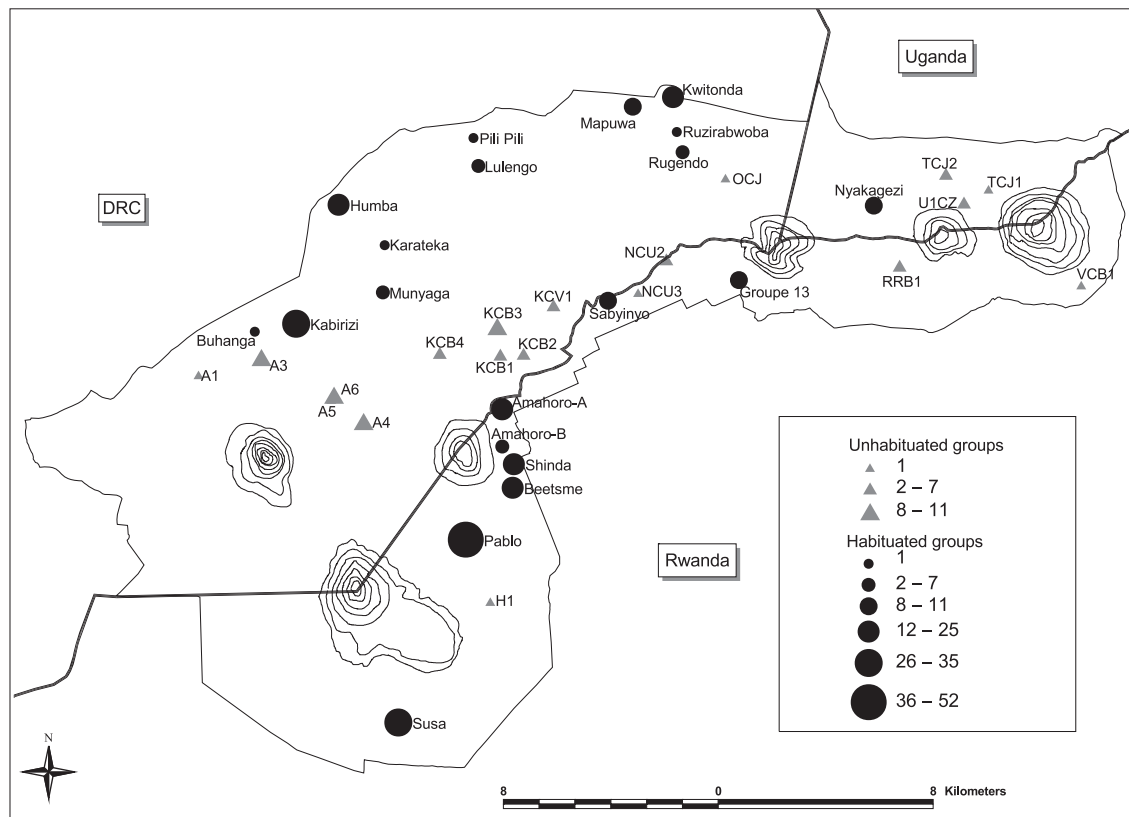 Uganda
Kwitonda
Mapuwa
Ruzirabwoba
Pili Pili
Rugendo
Lulengo
OCJ
TCJ2
TCJ1
DRC
Nyakagezi
U1CZ
Humba
Karateka
NCU2
RRB1
VCB1
Munyaga
NCU3
Groupe 13
KCV1
Sabyinyo
KCB3
Kabirizi
Buhanga
KCB4
KCB2
KCB1
A3
A1
A6
A5
A4
Amahoro-A
Amahoro-B
Shinda
Beetsme
Pablo
Rwanda
H1
Susa
Unhabituated groups
1
2 – 7
8 – 11
Habituated groups
1
2 – 7
8 – 11
12 – 25
26 – 35
36 – 52
N
8 0 8 Kilometers